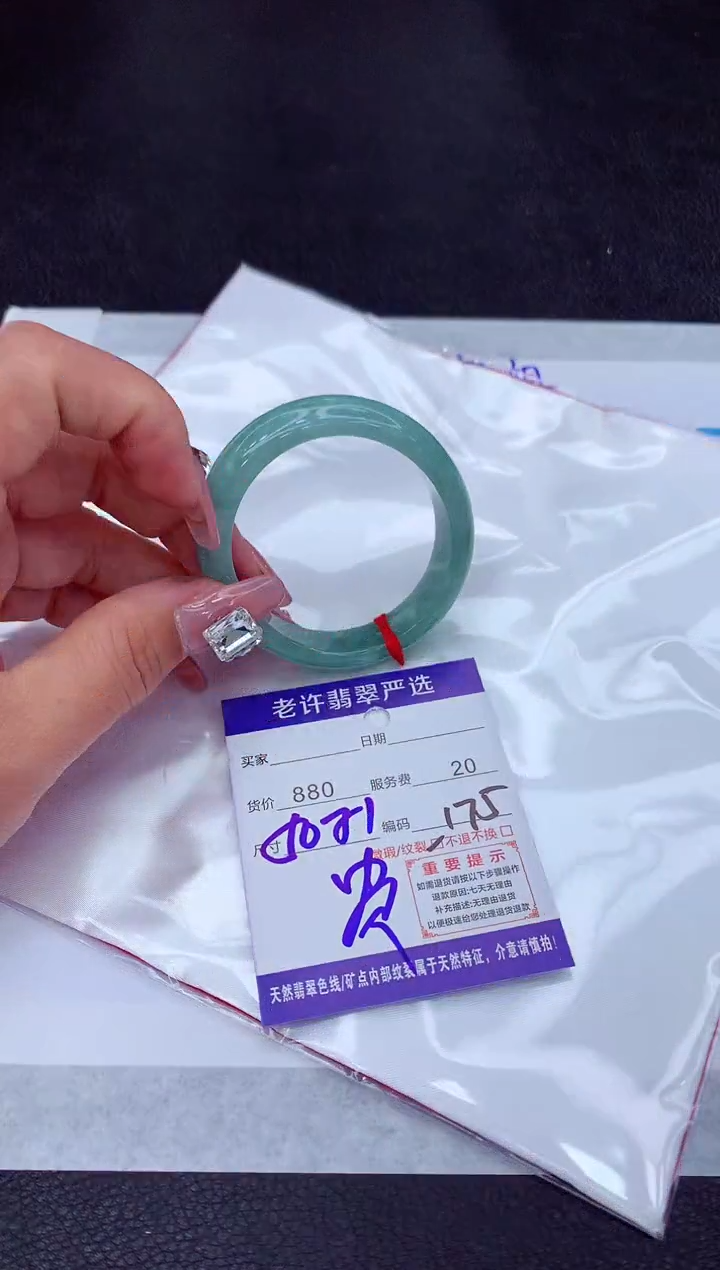 老许翡翠严选
买家
日期
货价 880 服务费 20
尺寸
编码 175
微瑕/纹裂 不退不换
重要提示
如需退货请按以下步骤操作
退款原因:七天无理由
补充描述:无理由退货
以便极速给您处理退货退款
天然翡翠色线/矿点内部纹裂属于天然特征，介意请慎拍!